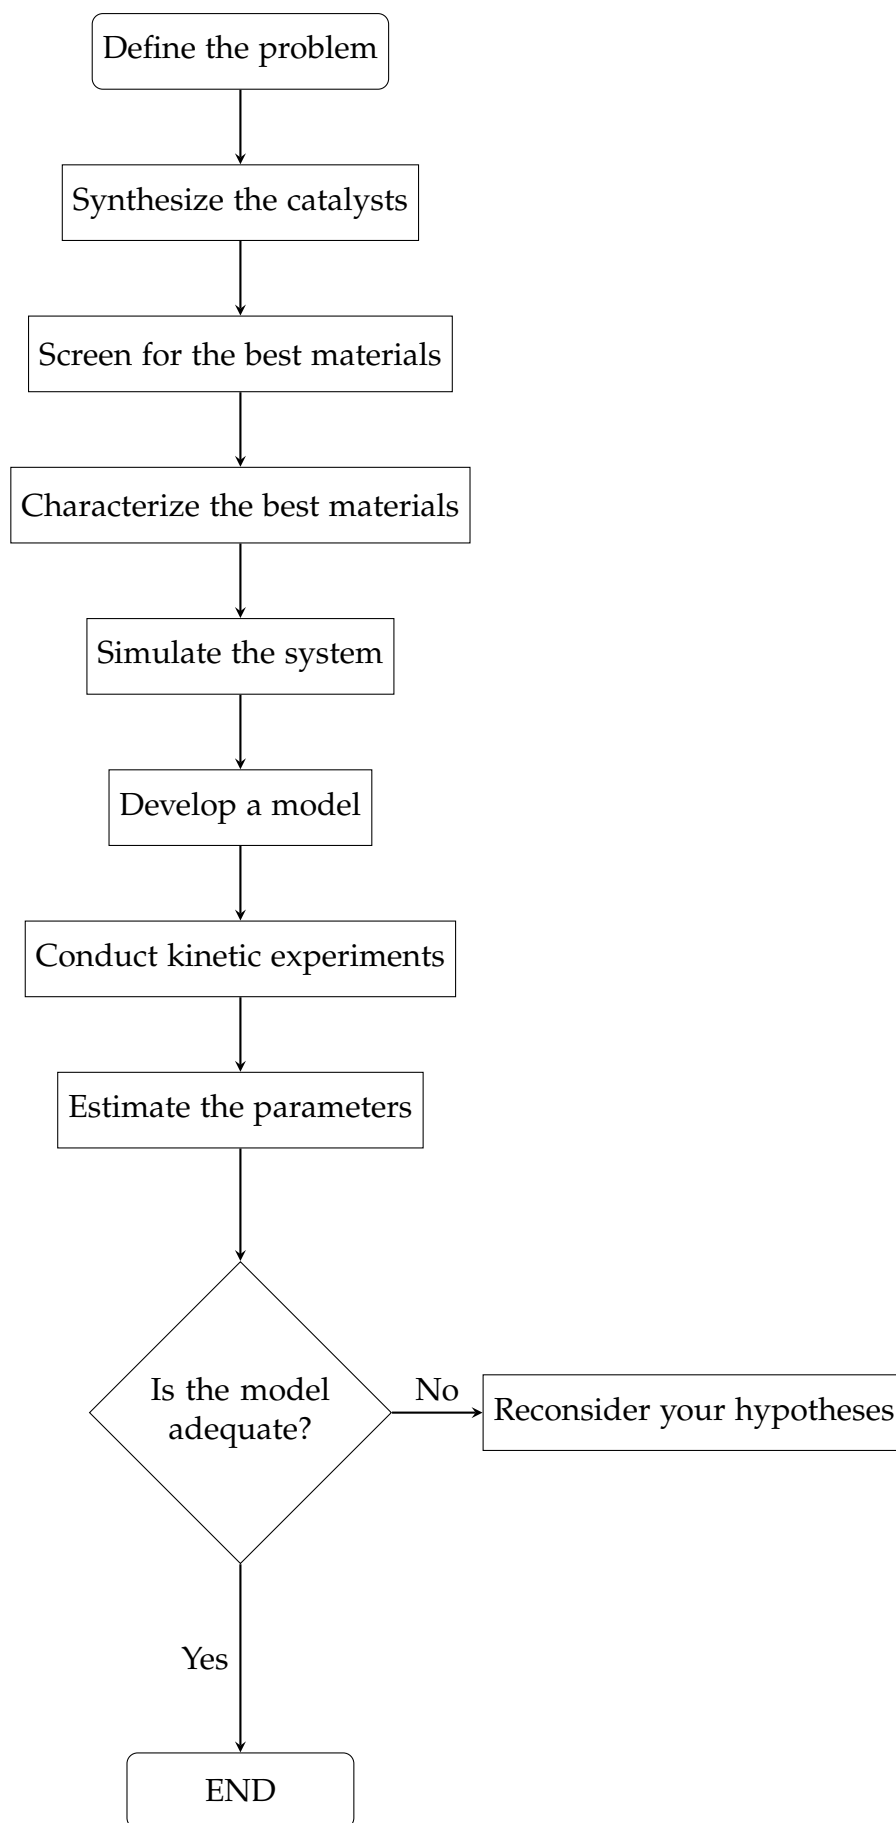 Define the problem
Synthesize the catalysts
Screen for the best materials
Characterize the best materials
Simulate the system
Develop a model
Conduct kinetic experiments
Estimate the parameters
Is the model
adequate?
No
Reconsider your hypotheses
Yes
END